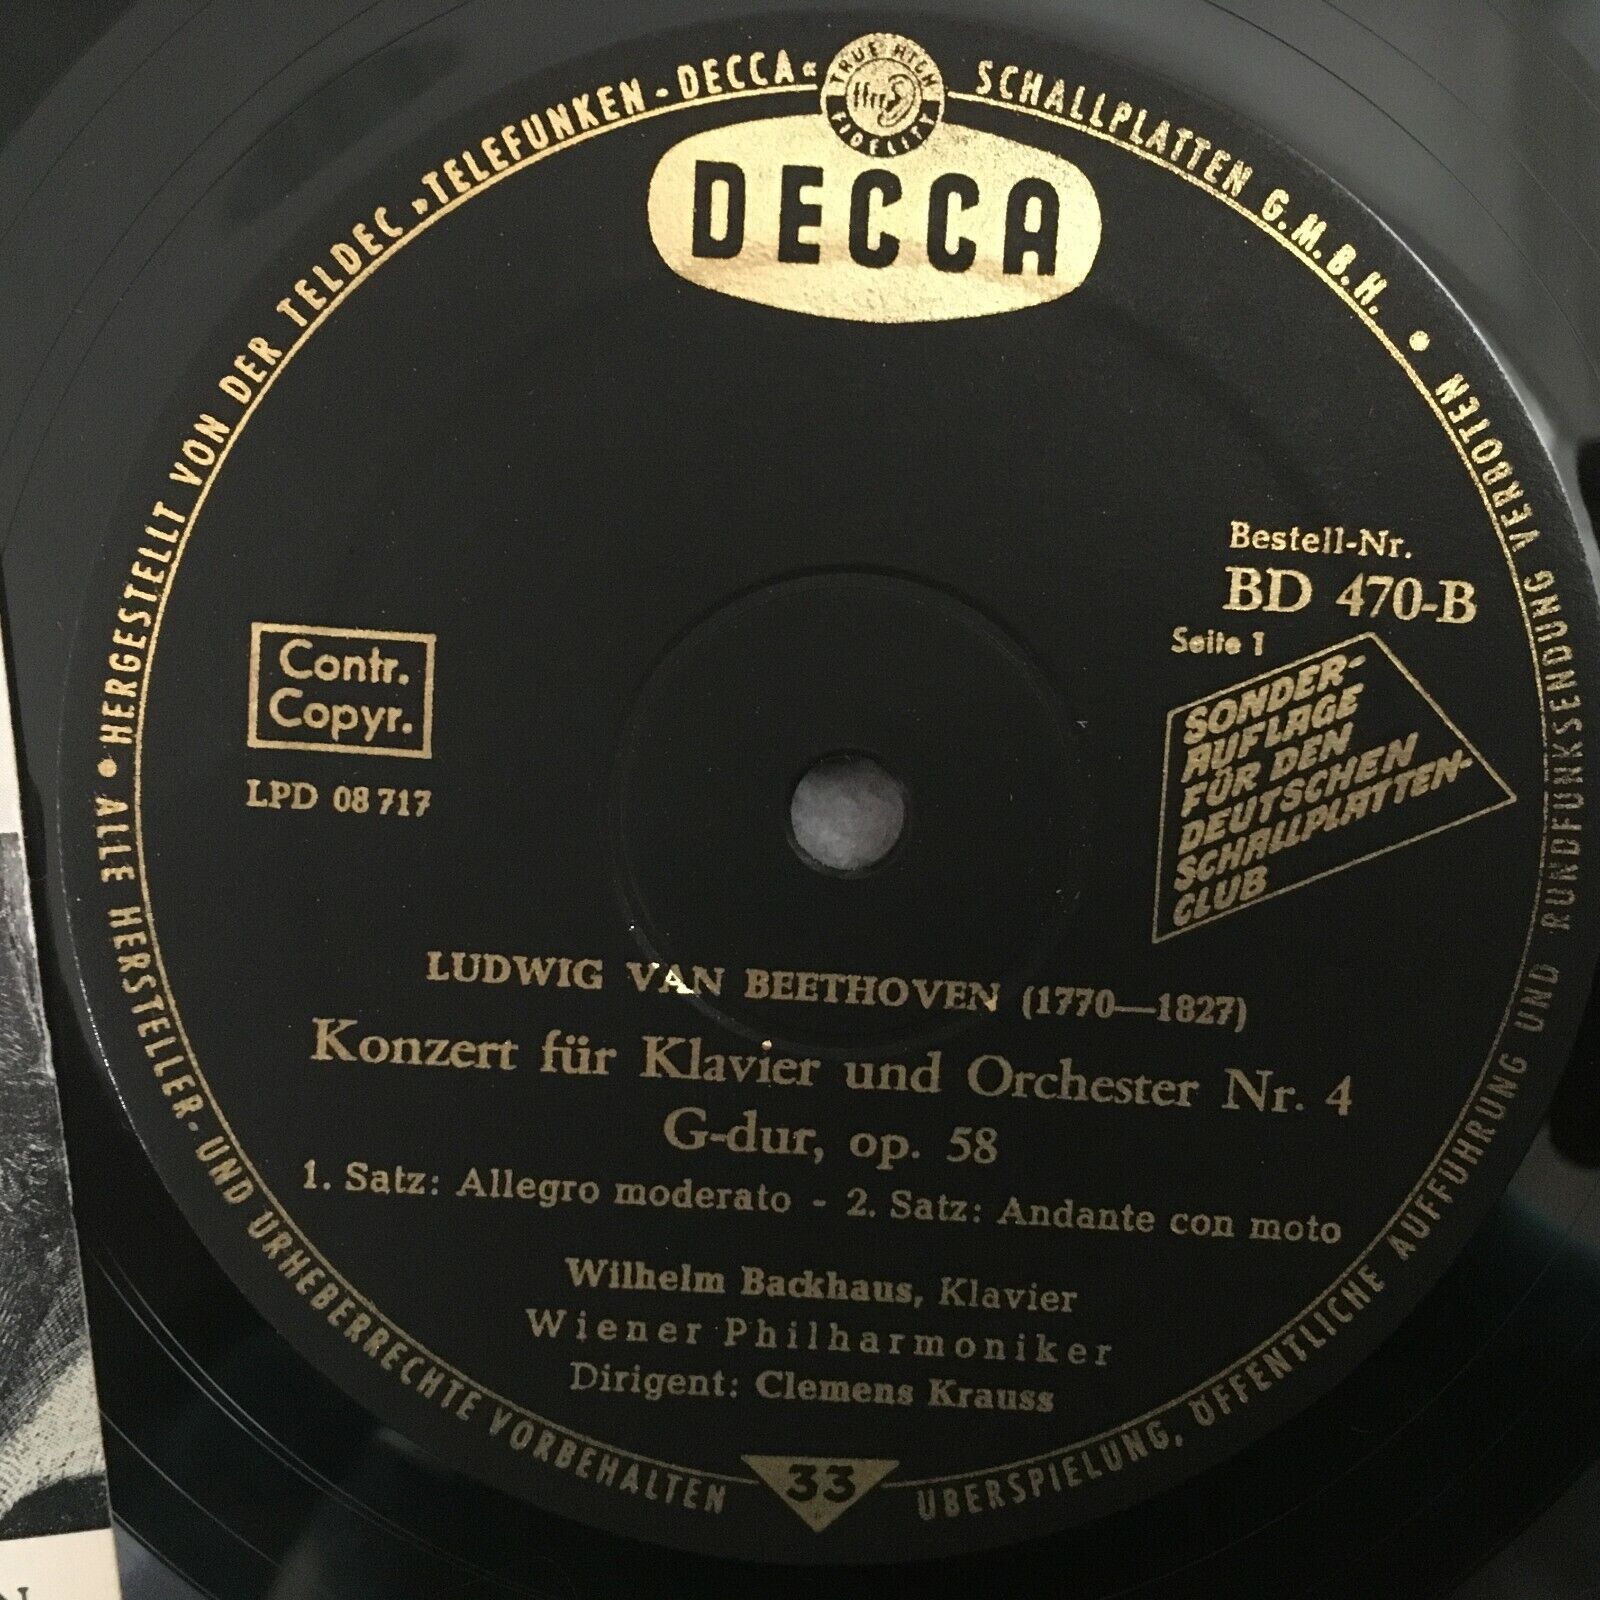 HERGESTELLT VON DER TELDEC »TELEFUNKEN-DECCA« SCHALLPLATTEN G.M.B.H. •
TRUE HIGH FIDELITY
DECCA
Bestell-Nr.
BD 470-B
Seite 1
Contr.
Copyr.
LPD 08 717
SONDER-
AUFLAGE
FÜR DEN
DEUTSCHEN
SCHALLPLATTEN-
CLUB
LUDWIG VAN BEETHOVEN (1770—1827)
Konzert für Klavier und Orchester Nr. 4
G-dur, op. 58
1. Satz: Allegro moderato - 2. Satz: Andante con moto
Wilhelm Backhaus, Klavier
Wiener Philharmoniker
Dirigent: Clemens Krauss
33
• ALLE HERSTELLER- UND URHEBERRECHTE VORBEHALTEN
ÜBERSPIELUNG, ÖFFENTLICHE AUFFÜHRUNG UND RUNDFUNKSENDUNG VERBOTEN